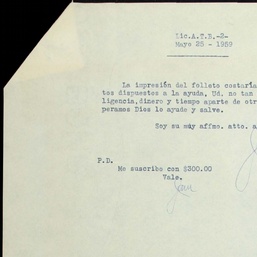 Lic.A.T.B.-2-
Mayo 28 - 1959
La impresión del folleto costaría
tos dispuestos a la ayuda, Ud. no tan
ligencia,dinero y tiempo aparte de otr
peramos Dios le ayude y salve.
Soy su muy affmo. atto. a
P.D.
Me suscribo con $300.00
Vale.